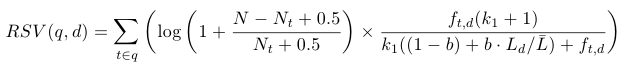 $RSV(q,d) = \sum_{t \in q} \left( \log \left( 1 + \frac{N - N_t + 0.5}{N_t + 0.5} \right) \times \frac{f_{t,d}(k_1 + 1)}{k_1((1 - b) + b \cdot L_d / \bar{L}) + f_{t,d}} \right)$